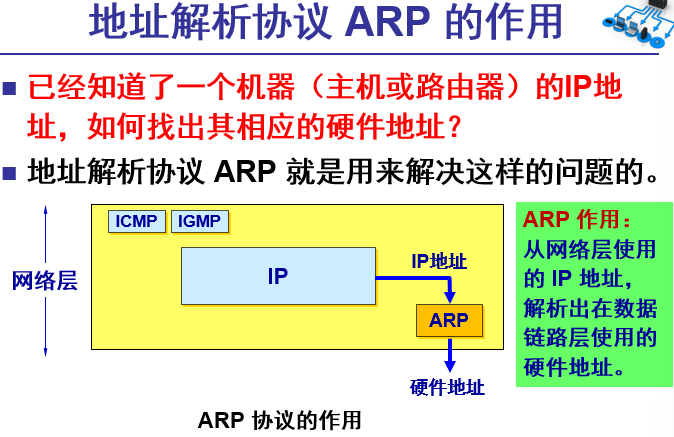 地址解析协议 ARP 的作用
已经知道了一个机器（主机或路由器）的IP地
址，如何找出其相应的硬件地址？
地址解析协议 ARP 就是用来解决这样的问题的。
ICMP
IGMP
网络层
IP
IP地址
ARP
硬件地址
ARP 作用：
从网络层使用
的 IP 地址，
解析出在数据
链路层使用的
硬件地址。
ARP 协议的作用